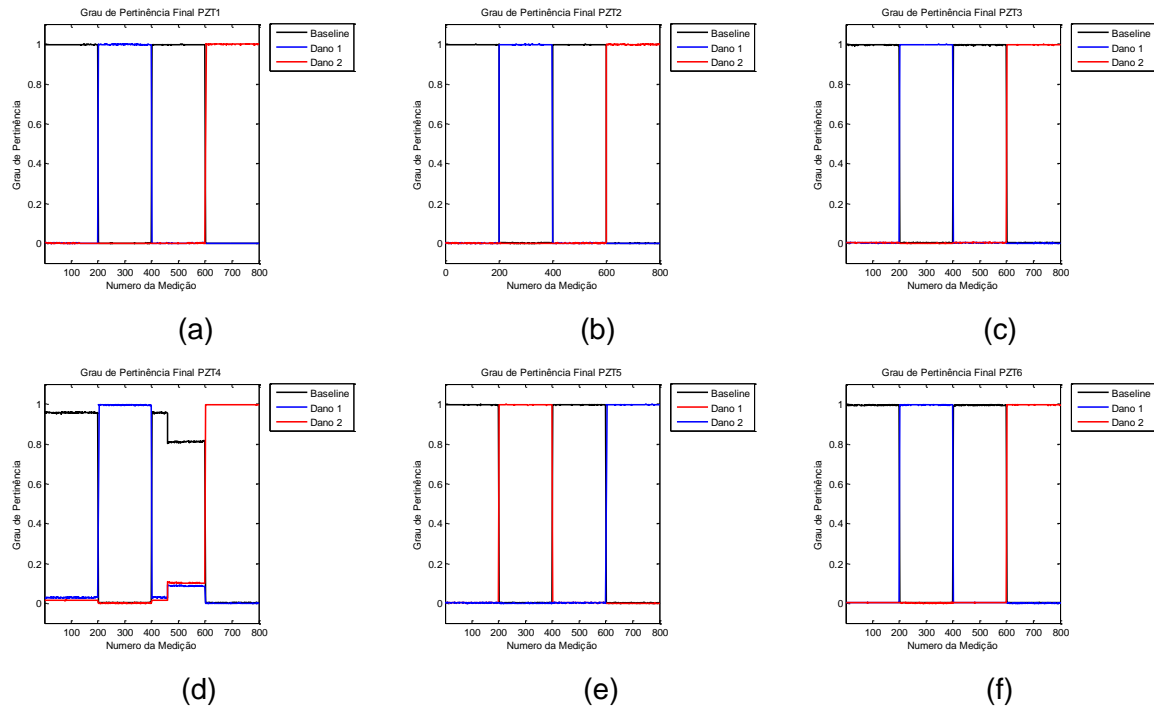 Grau de Pertinência Final PZT1
Baseline
Dano 1
Dano 2
Grau de Pertinência
1
0.8
0.6
0.4
0.2
0
100 200 300 400 500 600 700 800
Numero da Medição
(a)
Grau de Pertinência Final PZT2
Baseline
Dano 1
Dano 2
Grau de Pertinência
1
0.8
0.6
0.4
0.2
0
0 200 400 600 800
Numero da Medição
(b)
Grau de Pertinência Final PZT3
Baseline
Dano 1
Dano 2
Grau de Pertinência
1
0.8
0.6
0.4
0.2
0
100 200 300 400 500 600 700 800
Numero da Medição
(c)
Grau de Pertinência Final PZT4
Baseline
Dano 1
Dano 2
Grau de Pertinência
1
0.8
0.6
0.4
0.2
0
100 200 300 400 500 600 700 800
Numero da Medição
(d)
Grau de Pertinência Final PZT5
Baseline
Dano 1
Dano 2
Grau de Pertinência
1
0.8
0.6
0.4
0.2
0
100 200 300 400 500 600 700 800
Numero da Medição
(e)
Grau de Pertinência Final PZT6
Baseline
Dano 1
Dano 2
Grau de Pertinência
1
0.8
0.6
0.4
0.2
0
100 200 300 400 500 600 700 800
Numero da Medição
(f)